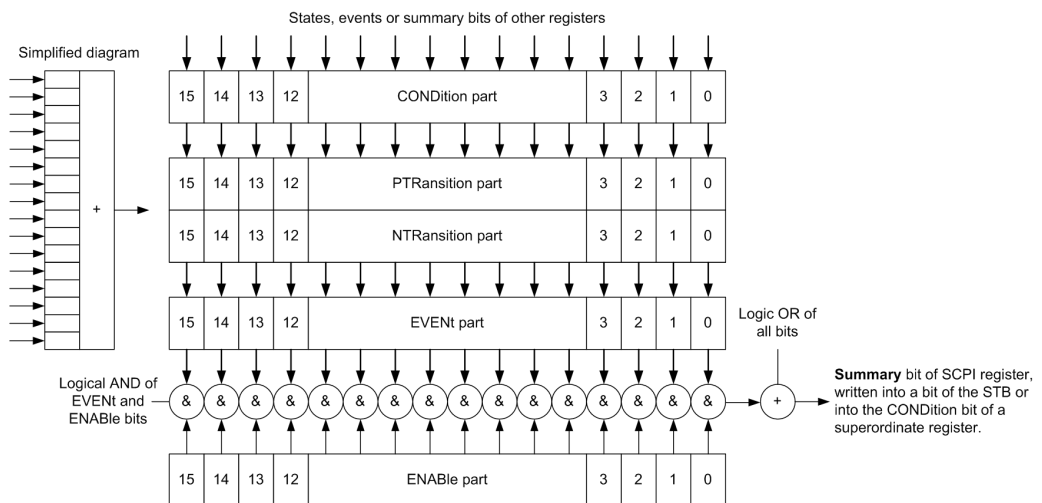 States, events or summary bits of other registers
Simplified diagram
+
15 14 13 12 CONDition part 3 2 1 0
15 14 13 12 PTRansition part 3 2 1 0
15 14 13 12 NTRansition part 3 2 1 0
15 14 13 12 EVENt part 3 2 1 0
Logic OR of
all bits
Logical AND of
EVENt and
ENABle bits
& & & & & & & & & & & & & & & &
+
Summary bit of SCPI register,
written into a bit of the STB or
into the CONDition bit of a
superordinate register.
15 14 13 12 ENABle part 3 2 1 0